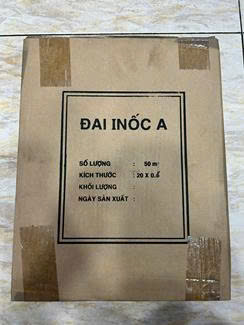 ĐAI INỐC A
SỐ LƯỢNG : 50 m
KÍCH THƯỚC : 20 X 0.6
KHỐI LƯỢNG :
NGÀY SẢN XUẤT :